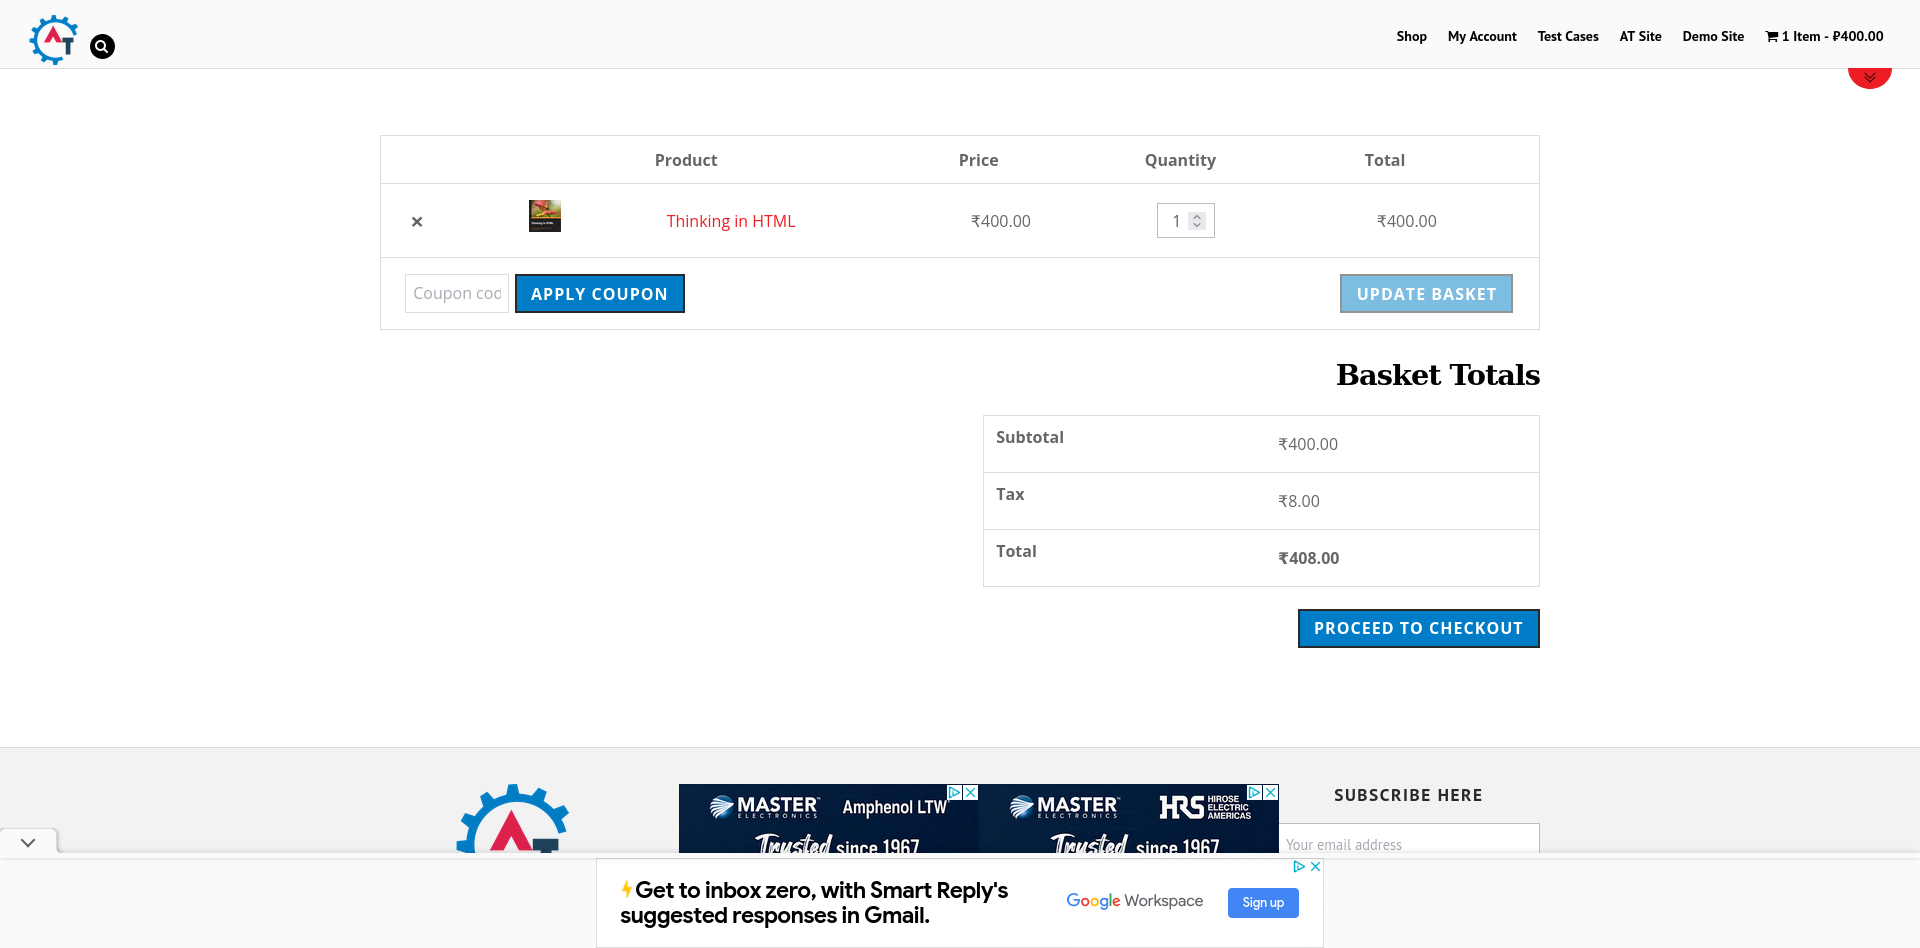 AT
Shop
My Account
Test Cases
AT Site
Demo Site
1 Item - ₽400.00
Product
Price
Quantity
Total
×
Thinking in HTML
₹400.00
1
₹400.00
Coupon cod
APPLY COUPON
UPDATE BASKET
Basket Totals
Subtotal
₹400.00
Tax
₹8.00
Total
₹408.00
PROCEED TO CHECKOUT
AT
MASTER
ELECTRONICS
Amphenol LTW
Trusted since 1967
MASTER
ELECTRONICS
HRS HIROSE
ELECTRIC
AMERICAS
Trusted since 1967
SUBSCRIBE HERE
Your email address
Get to inbox zero, with Smart Reply's
suggested responses in Gmail.
Google Workspace
Sign up